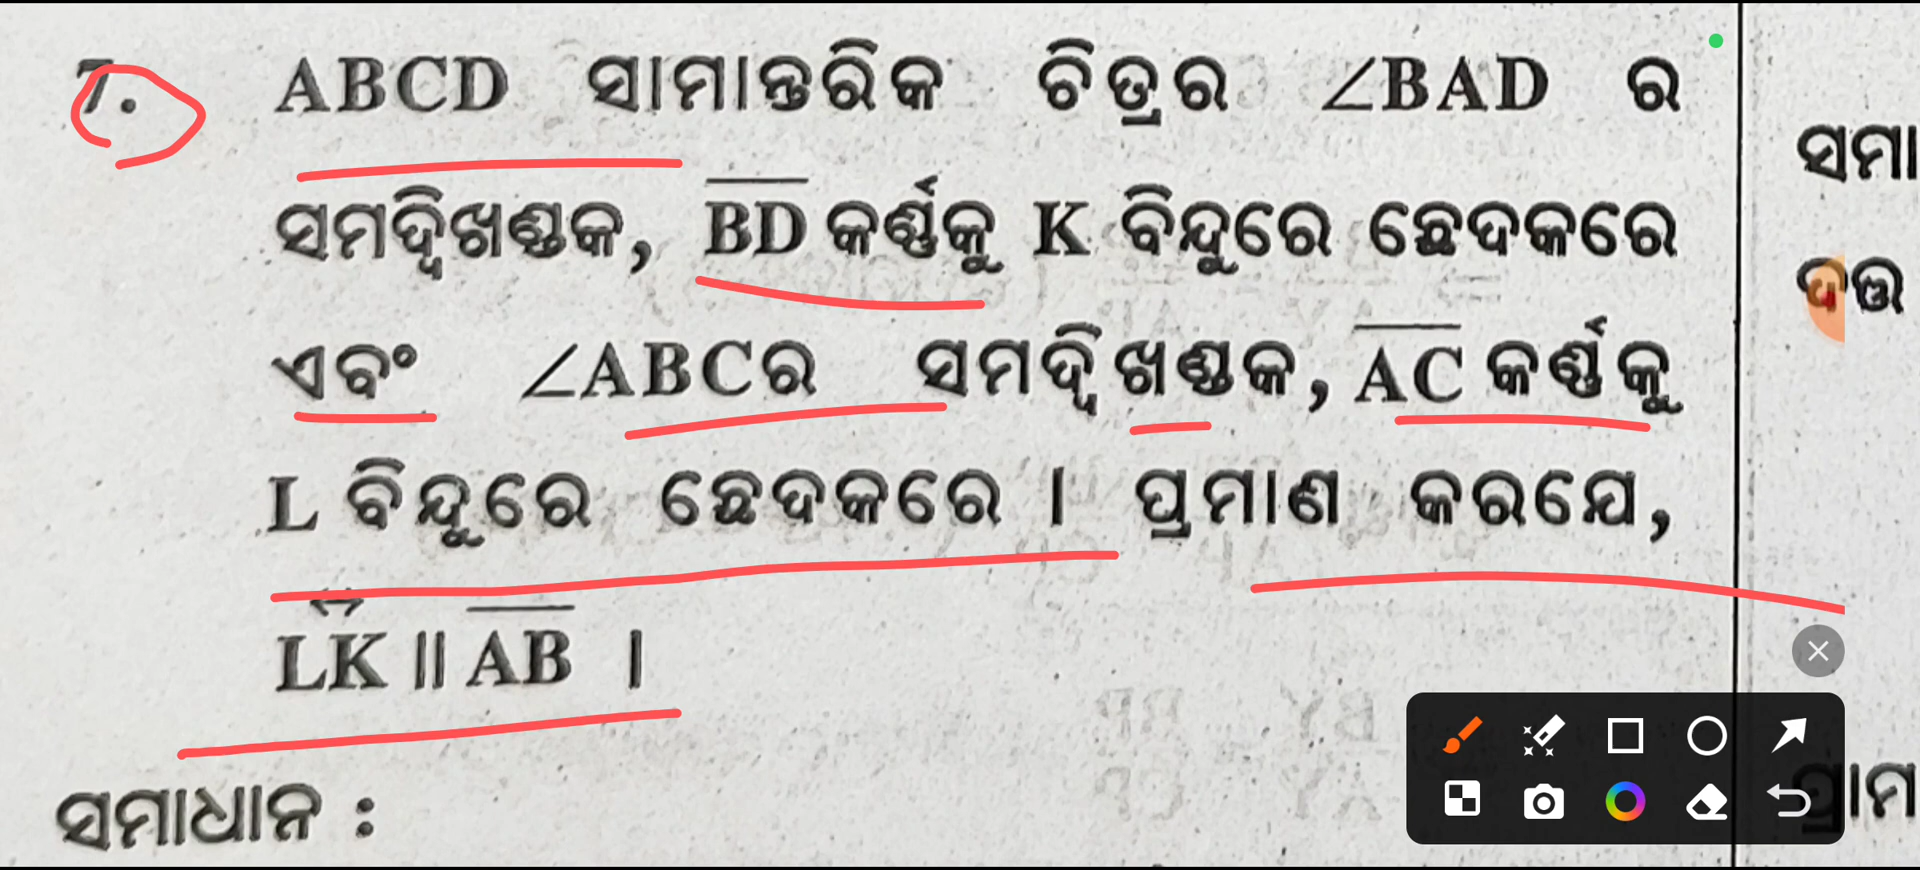 7. ABCD ସାମାନ୍ତରିକ ଚିତ୍ରର ∠BAD ର
ସମଦ୍ୱିଖଣ୍ଡକ, BD କର୍ଣ୍ଣକୁ K ବିନ୍ଦୁରେ ଛେଦକରେ
ଏବଂ ∠ABCର ସମଦ୍ୱିଖଣ୍ଡକ, AC କର୍ଣ୍ଣକୁ
L ବିନ୍ଦୁରେ ଛେଦକରେ । ପ୍ରମାଣ କରଯେ,
LK || AB ।
ସମାଧାନ :